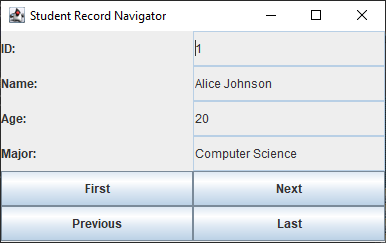 Student Record Navigator
ID: 1
Name: Alice Johnson
Age: 20
Major: Computer Science
First Next
Previous Last